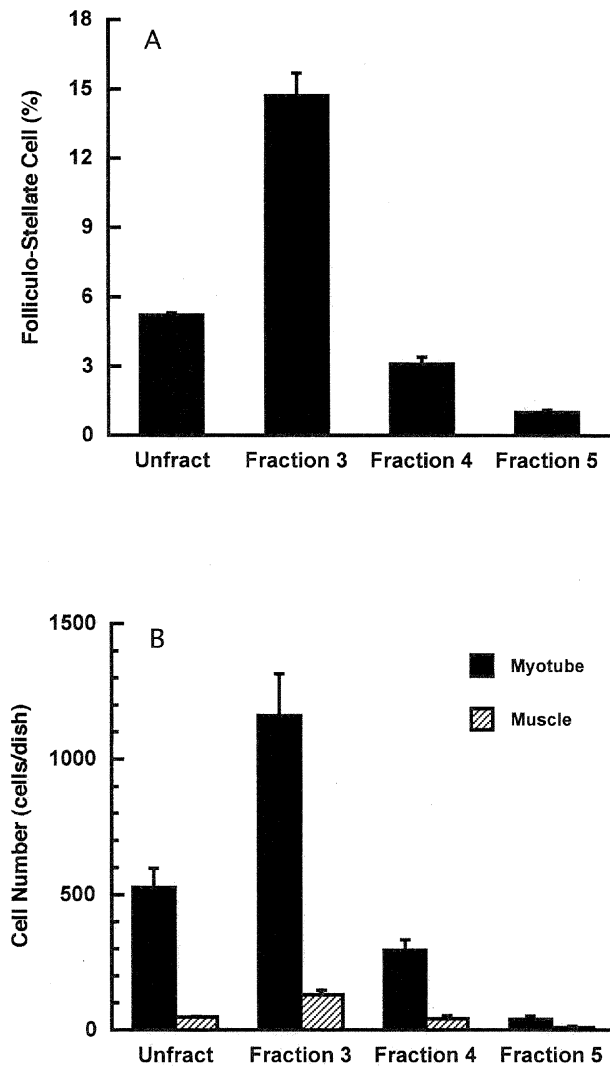 A
Folliculo-Stellate Cell (%)
18
15
12
9
6
3
0
Unfract Fraction 3 Fraction 4 Fraction 5
B
Cell Number (cells/dish)
1500
1000
500
0
Myotube
Muscle
Unfract Fraction 3 Fraction 4 Fraction 5